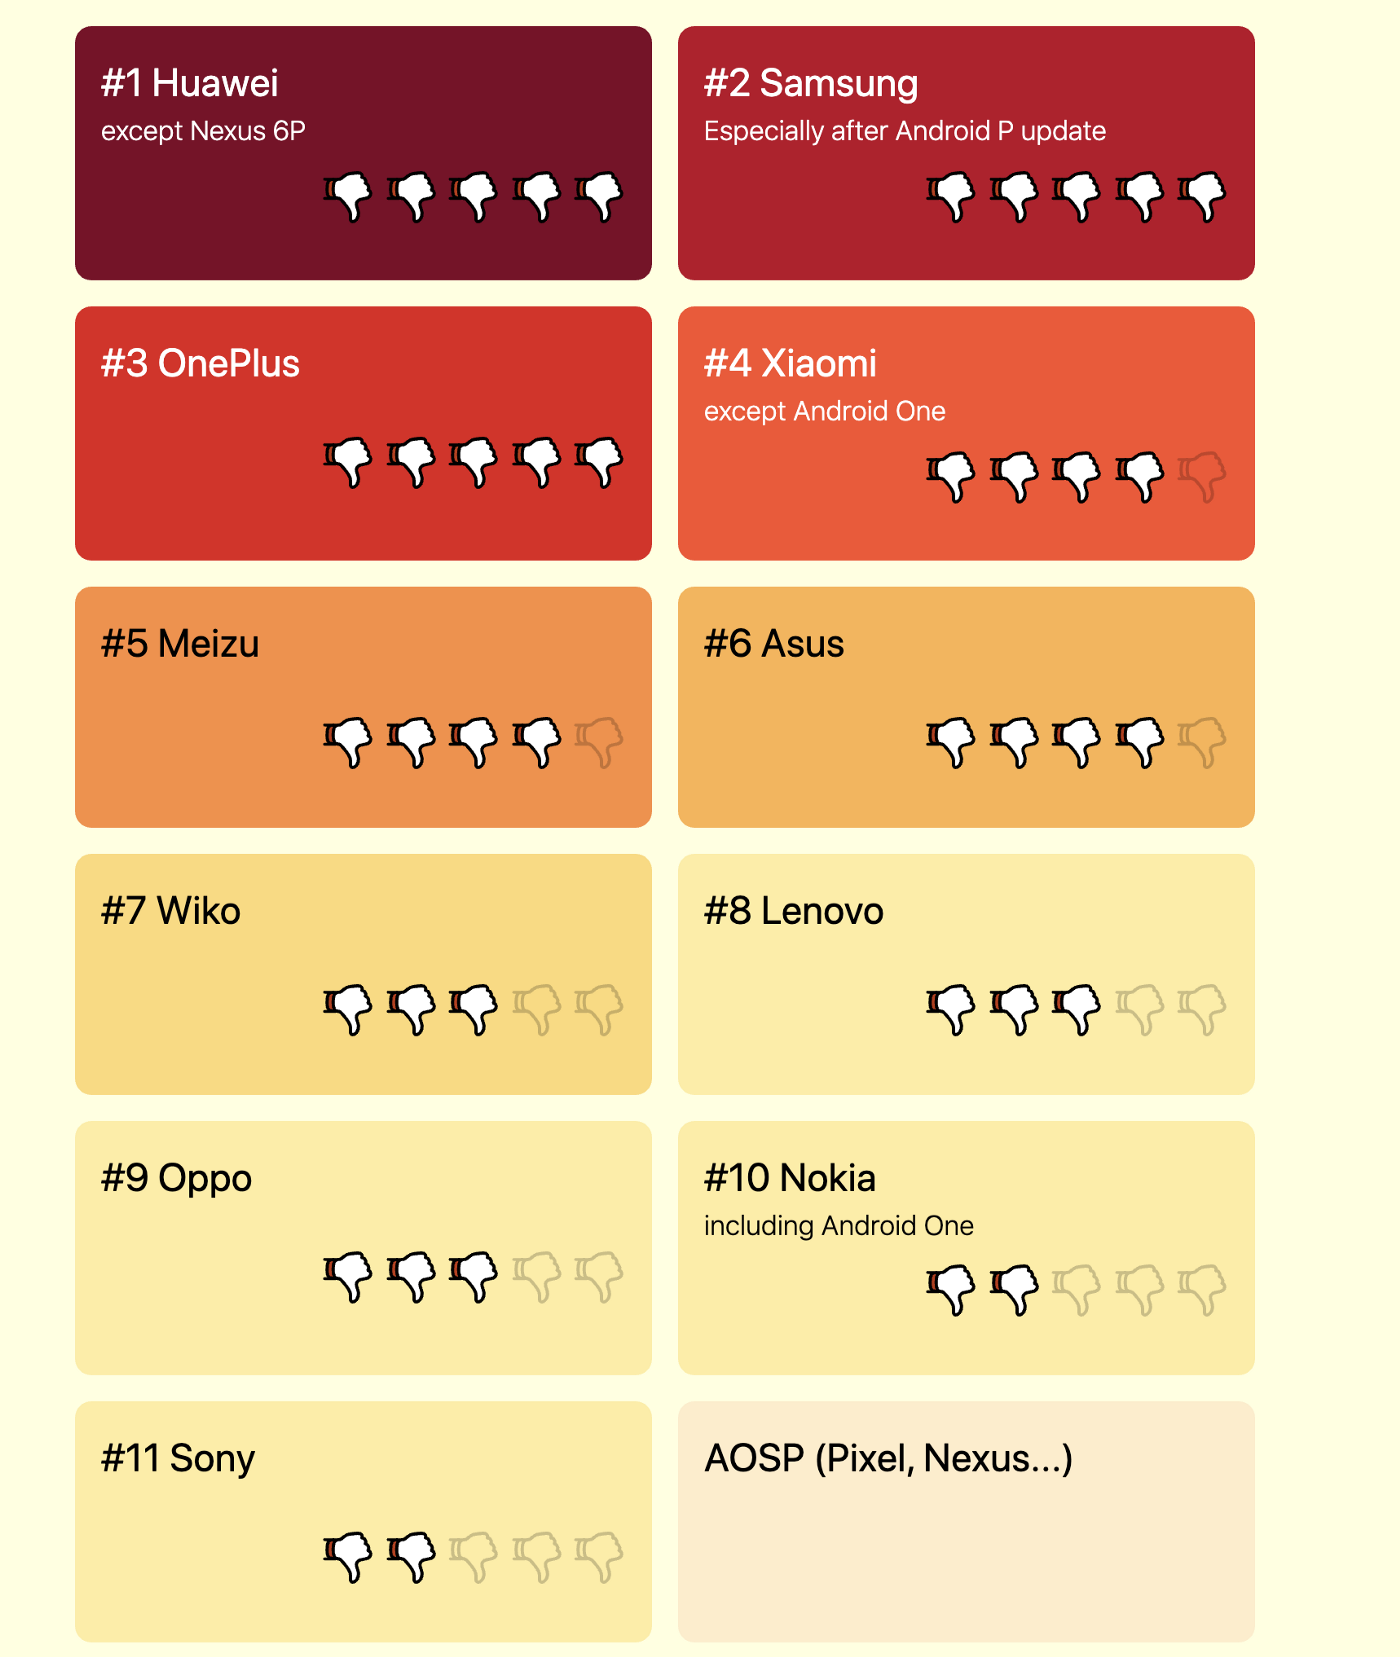 #1 Huawei
except Nexus 6P
#2 Samsung
Especially after Android P update
#3 OnePlus
#4 Xiaomi
except Android One
#5 Meizu
#6 Asus
#7 Wiko
#8 Lenovo
#9 Oppo
#10 Nokia
including Android One
#11 Sony
AOSP (Pixel, Nexus...)